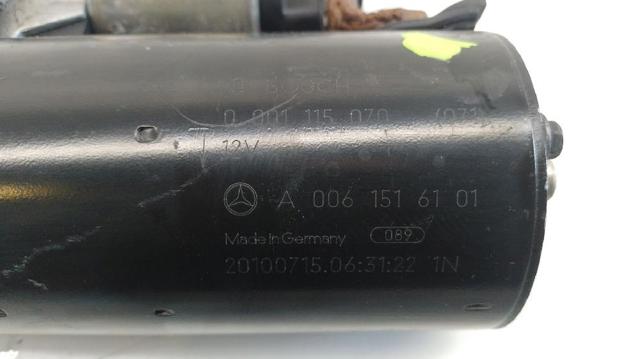 BOSCH
0 001 115 070 (073
12V
A 006 151 61 01
Made in Germany 089
20100715.06:31:22 1N